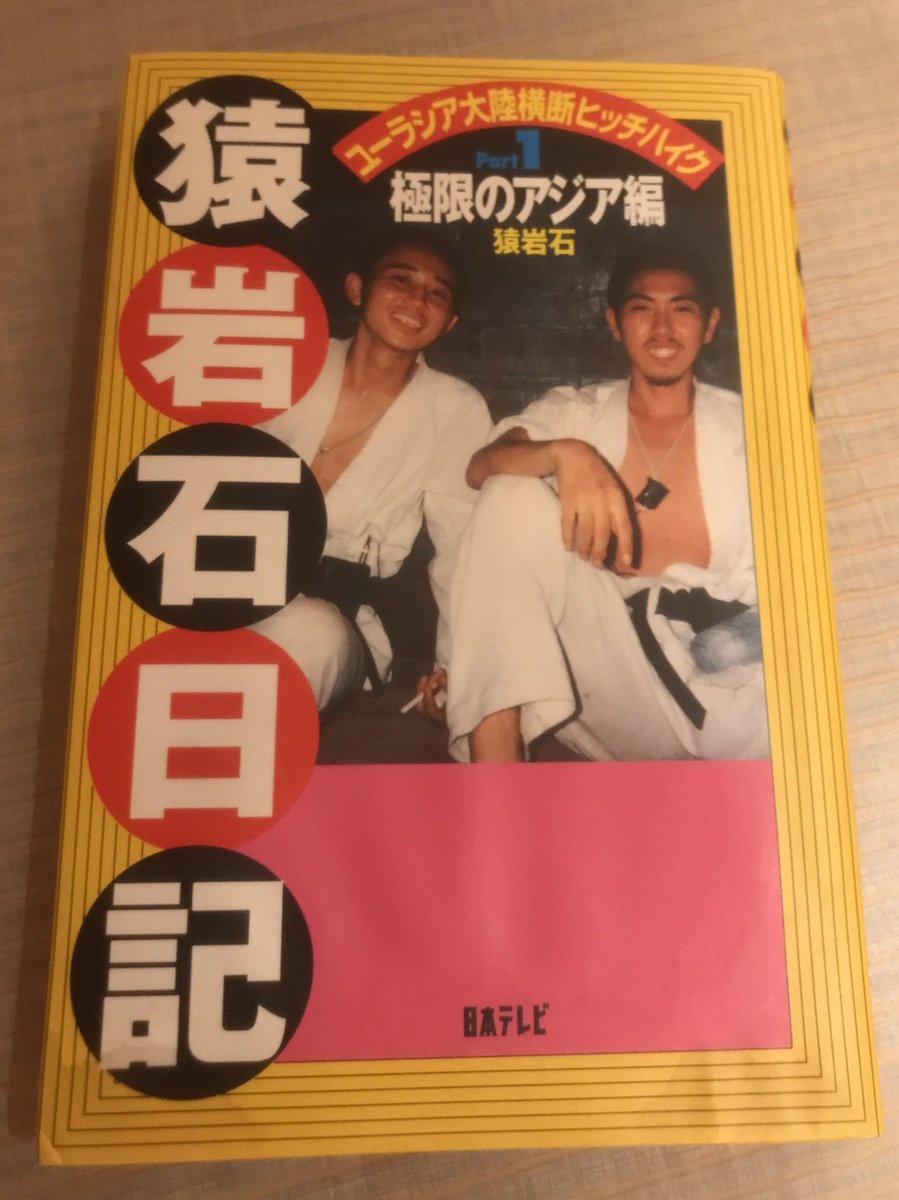 猿岩石日記
ユーラシア大陸横断ヒッチハイク
Part 1
極限のアジア編
猿岩石
日本テレビ